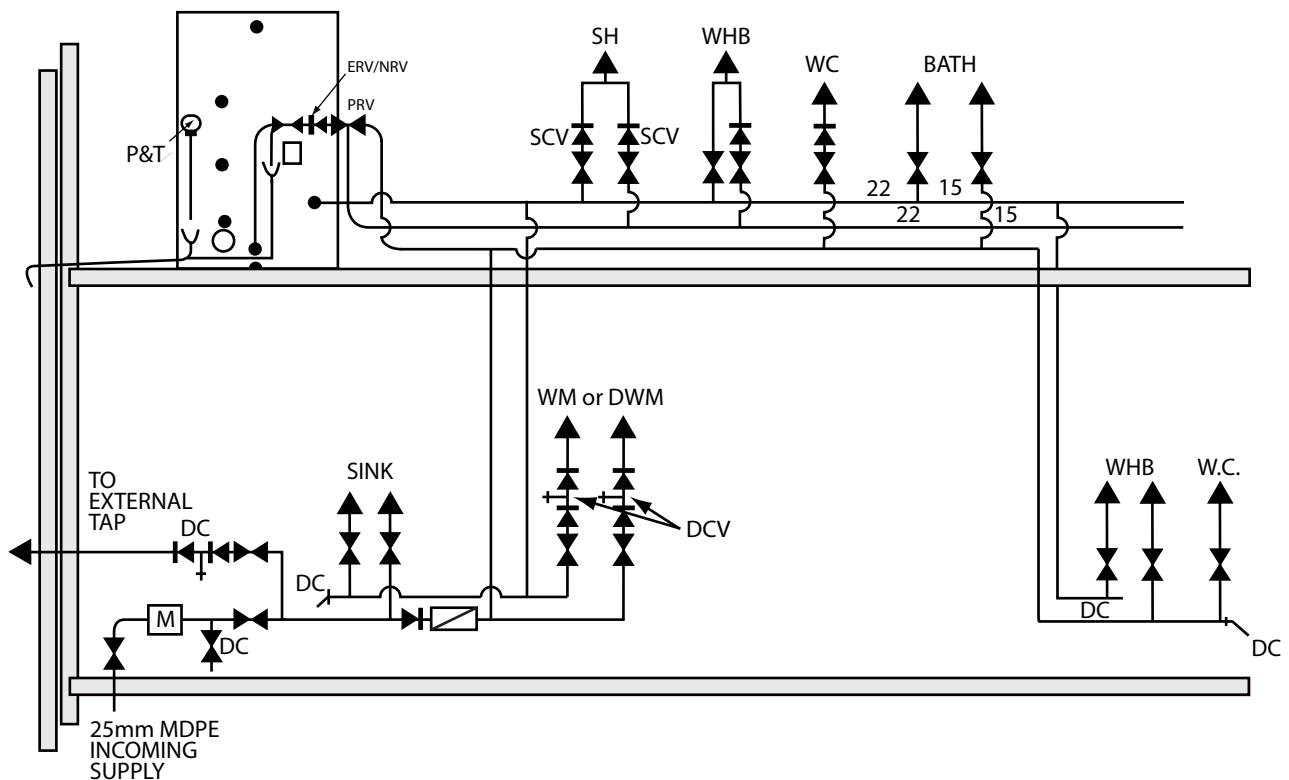 SH
WHB
WC
BATH
ERV/NRV
PRV
P&T
SCV
SCV
22
15
22
15
WM or DWM
SINK
WHB
W.C.
TO
EXTERNAL
TAP
DC
DCV
DC
M
DC
DC
DC
25mm MDPE
INCOMING
SUPPLY